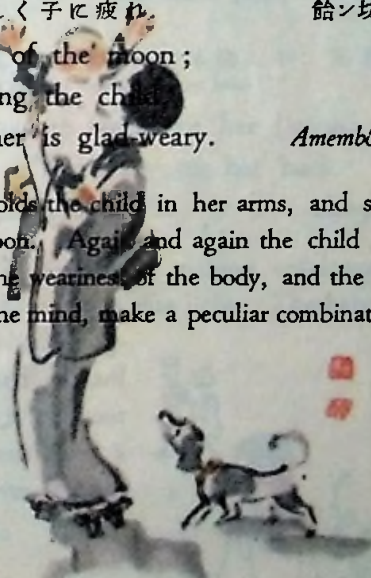 く子に疲れ 飴ン坊
of the moon ;
ng the child,
her is glad-weary. Amembō
olds the child in her arms, and s
oon. Again and again the child
he weariness of the body, and the
he mind, make a peculiar combinat